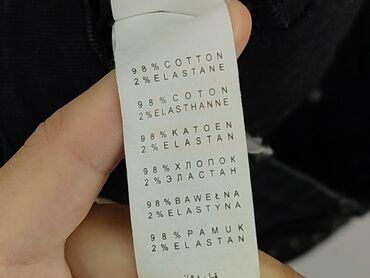 98%COTTON
2%ELASTANE
98%COTON
2%ELASTHANNE
98%KATOEN
2%ELASTAN
98%ХЛОПОК
2%ЭЛАСТАН
98%BAWEŁNA
2%ELASTYNA
98%PAMUK
2%ELASTAN